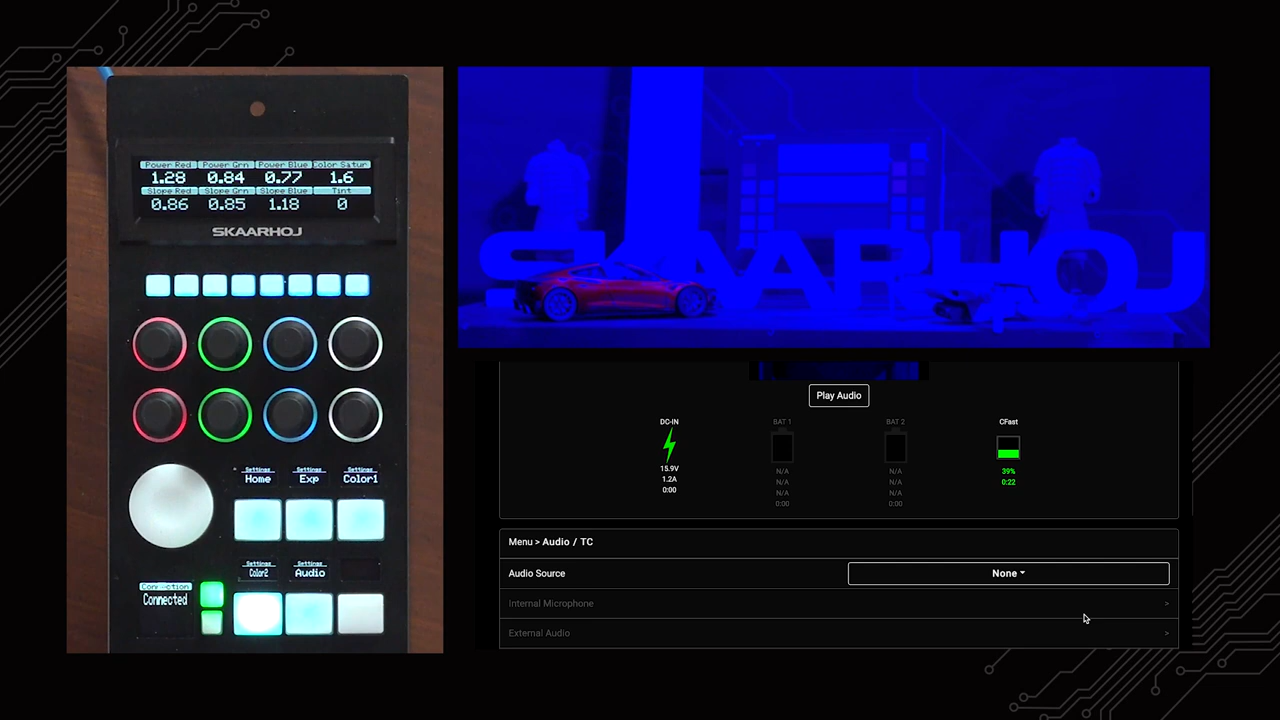 Power Red Power Grn Power Blue Color Satur
1.28 0.84 0.77 1.6
Slope Red Slope Grn Slope Blue Tint
0.86 0.85 1.18 0
SKAARHOJ
Settings Settings Settings
Home Exp Color1
Settings Settings
Color2 Audio
Connected
SKAARHOJ
Play Audio
DC-IN BAT 1 BAT 2 CFast
15.9V N/A N/A 39%
1.2A N/A N/A 0:22
0:00 N/A N/A
0:00 0:00
Menu > Audio / TC
Audio Source None
Internal Microphone >
External Audio >